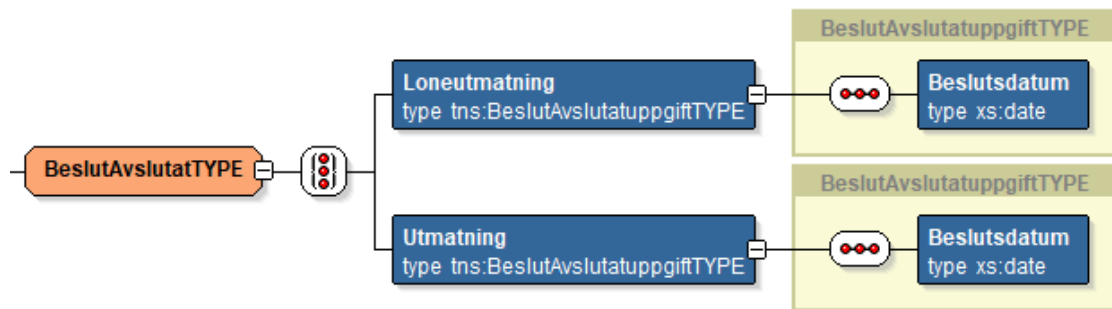 BeslutAvslutatuppgiftTYPE
Loneutmatning
type tns:BeslutAvslutatuppgiftTYPE
Beslutsdatum
type xs:date
BeslutAvslutatTYPE
BeslutAvslutatuppgiftTYPE
Utmatning
type tns:BeslutAvslutatuppgiftTYPE
Beslutsdatum
type xs:date